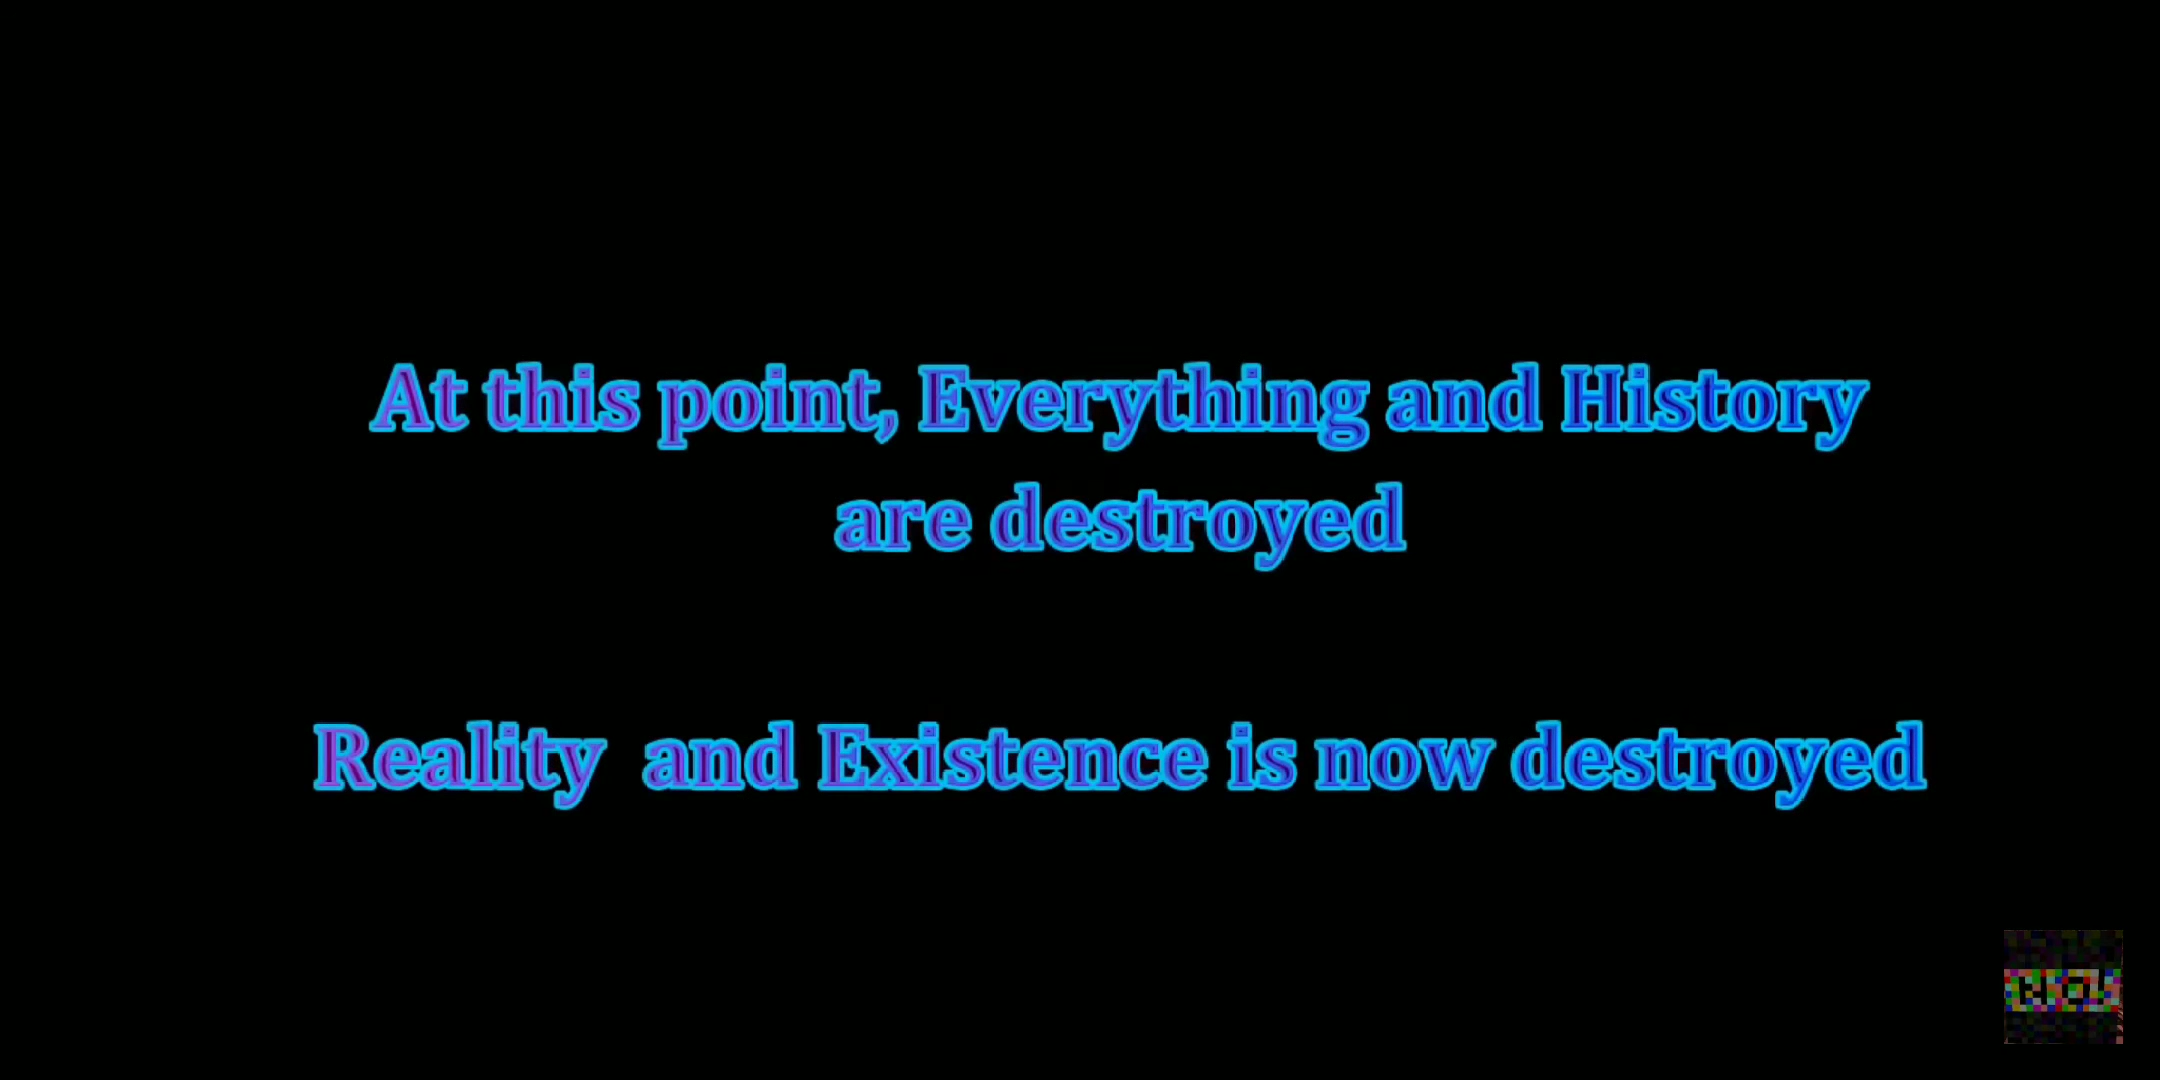 At this point, Everything and History
are destroyed
Reality  and Existence is now destroyed